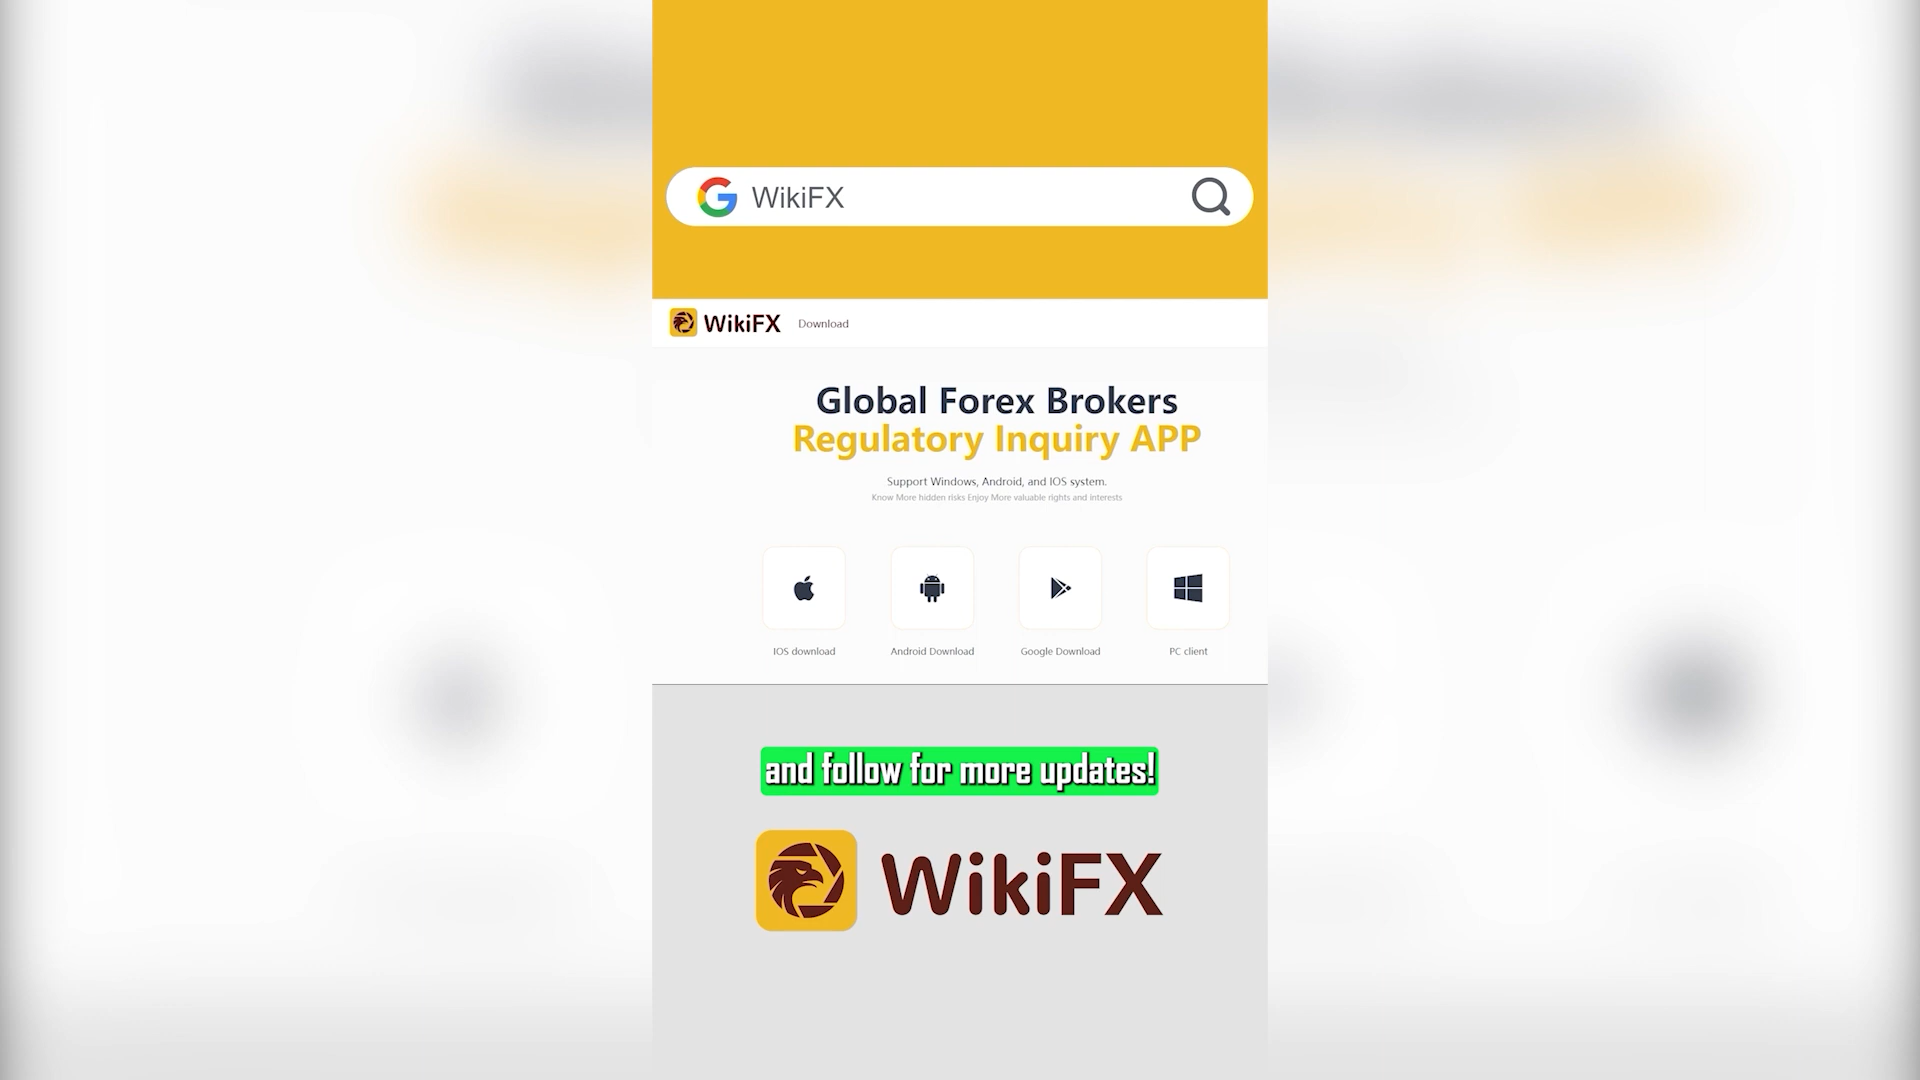 WikiFX
WikiFX Download
Global Forex Brokers
Regulatory Inquiry APP
Support Windows, Android, and IOS system.
Know More hidden risks Enjoy More valuable rights and interests
IOS download Android Download Google Download PC client
and follow for more updates!
WikiFX